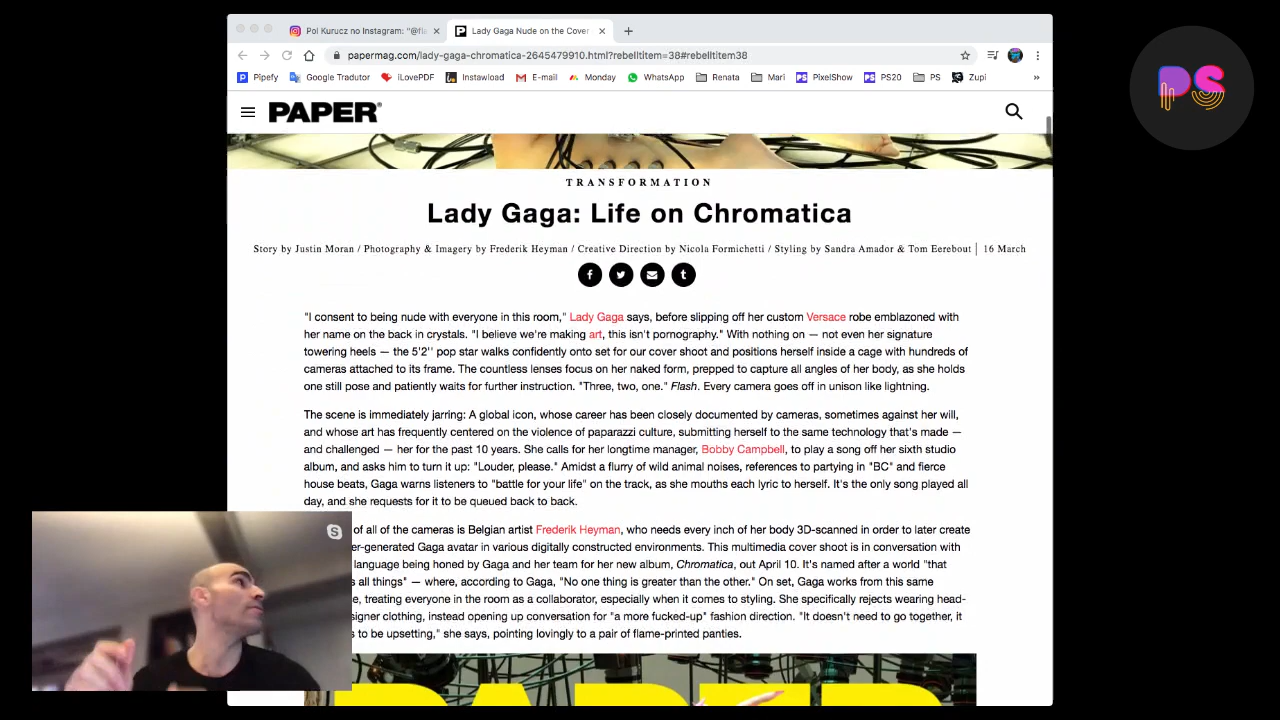 Pol Kurucz no Instagram: "@fla
Lady Gaga Nude on the Cover
papermag.com/lady-gaga-chromatica-2645479910.html?rebelltitem=38#rebelltitem38
Pipefy
Google Tradutor
iLovePDF
Instawload
E-mail
Monday
WhatsApp
Renata
Mari
PixelShow
PS20
PS
Zupi
»
PS
PAPER
TRANSFORMATION
Lady Gaga: Life on Chromatica
Story by Justin Moran / Photography & Imagery by Frederik Heyman / Creative Direction by Nicola Formichetti / Styling by Sandra Amador & Tom Eerebout | 16 March
"I consent to being nude with everyone in this room," Lady Gaga says, before slipping off her custom Versace robe emblazoned with
her name on the back in crystals. "I believe we're making art, this isn't pornography." With nothing on — not even her signature
towering heels — the 5'2'' pop star walks confidently onto set for our cover shoot and positions herself inside a cage with hundreds of
cameras attached to its frame. The countless lenses focus on her naked form, prepped to capture all angles of her body, as she holds
one still pose and patiently waits for further instruction. "Three, two, one." Flash. Every camera goes off in unison like lightning.
The scene is immediately jarring: A global icon, whose career has been closely documented by cameras, sometimes against her will,
and whose art has frequently centered on the violence of paparazzi culture, submitting herself to the same technology that's made —
and challenged — her for the past 10 years. She calls for her longtime manager, Bobby Campbell, to play a song off her sixth studio
album, and asks him to turn it up: "Louder, please." Amidst a flurry of wild animal noises, references to partying in "BC" and fierce
house beats, Gaga warns listeners to "battle for your life" on the track, as she mouths each lyric to herself. It's the only song played all
day, and she requests for it to be queued back to back.
of all of the cameras is Belgian artist Frederik Heyman, who needs every inch of her body 3D-scanned in order to later create
er-generated Gaga avatar in various digitally constructed environments. This multimedia cover shoot is in conversation with
language being honed by Gaga and her team for her new album, Chromatica, out April 10. It's named after a world "that
s all things" — where, according to Gaga, "No one thing is greater than the other." On set, Gaga works from this same
e, treating everyone in the room as a collaborator, especially when it comes to styling. She specifically rejects wearing head-
signer clothing, instead opening up conversation for "a more fucked-up" fashion direction. "It doesn't need to go together, it
s to be upsetting," she says, pointing lovingly to a pair of flame-printed panties.
PAPER